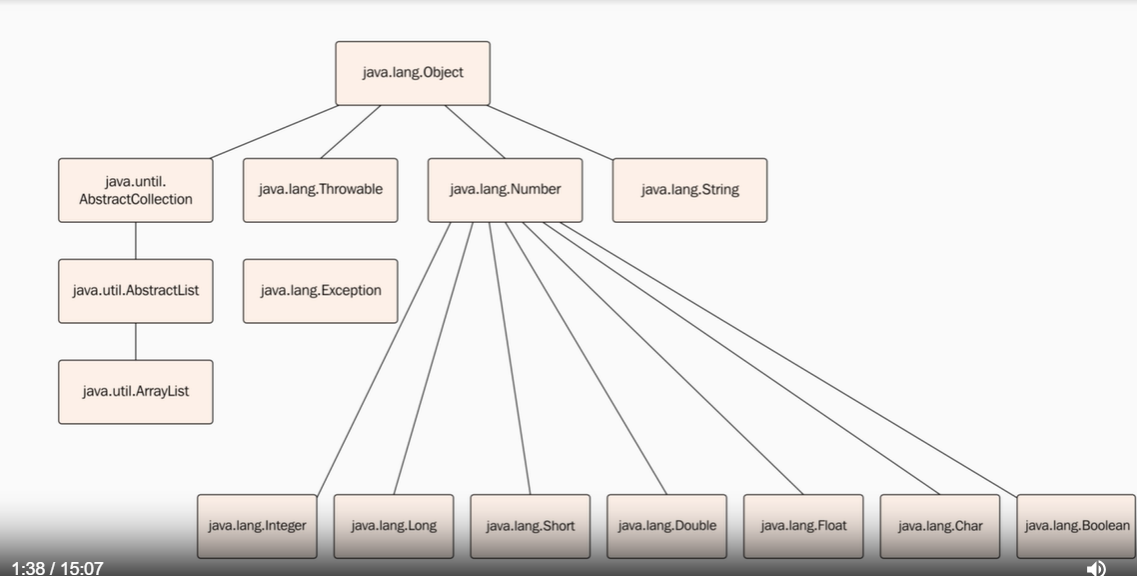 java.lang.Object
java.until.
AbstractCollection
java.lang.Throwable
java.lang.Number
java.lang.String
java.util.AbstractList
java.lang.Exception
java.util.ArrayList
java.lang.Integer
java.lang.Long
java.lang.Short
java.lang.Double
java.lang.Float
java.lang.Char
java.lang.Boolean
1:38 / 15:07